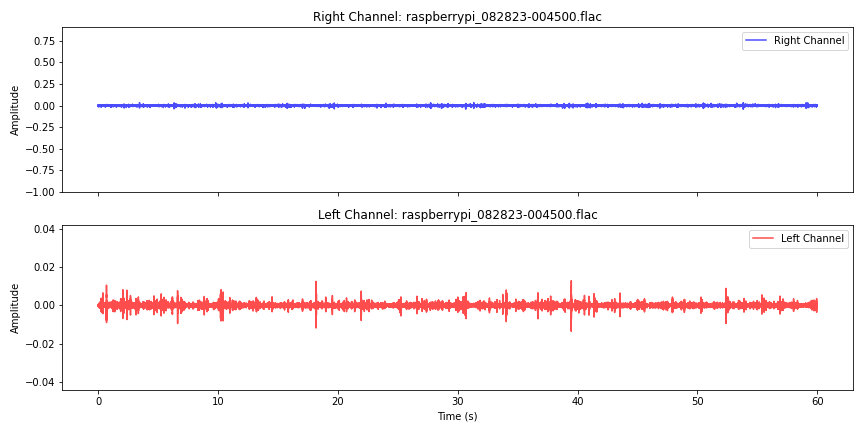 Right Channel: raspberrypi_082823-004500.flac
Right Channel
Amplitude
0.75
0.50
0.25
0.00
−0.25
−0.50
−0.75
−1.00
Left Channel: raspberrypi_082823-004500.flac
Left Channel
Amplitude
0.04
0.02
0.00
−0.02
−0.04
0 10 20 30 40 50 60
Time (s)